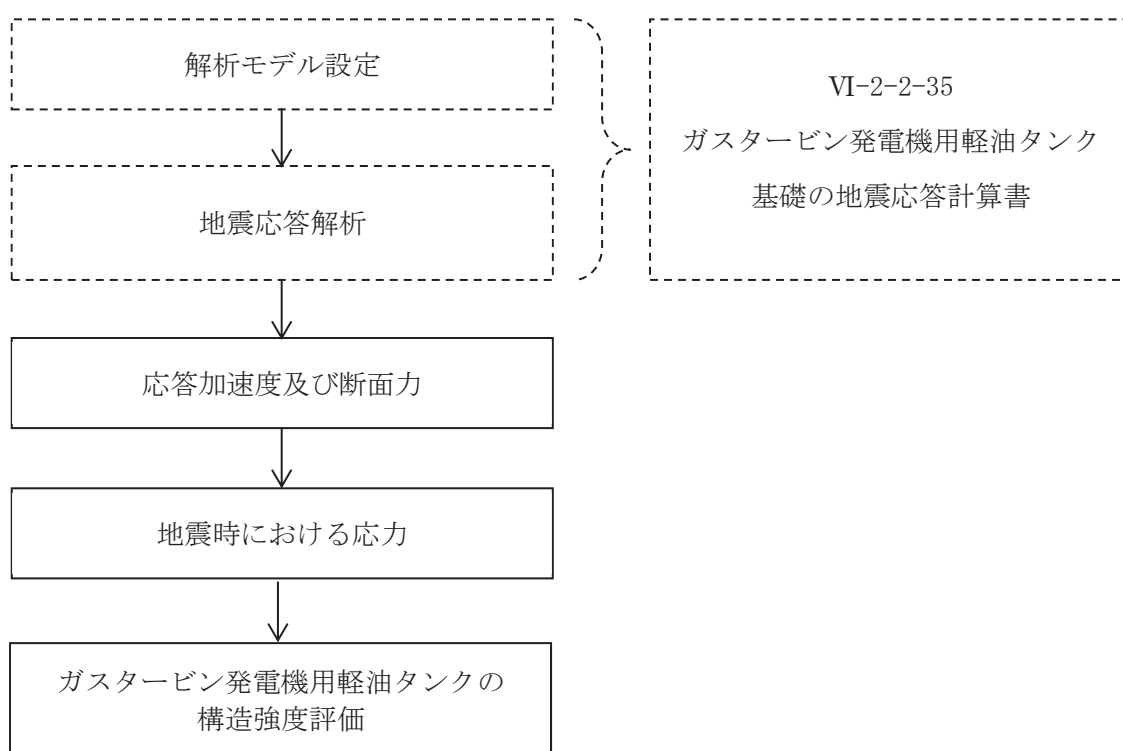 解析モデル設定
地震応答解析
Ⅵ-2-2-35
ガスタービン発電機用軽油タンク
基礎の地震応答計算書
応答加速度及び断面力
地震時における応力
ガスタービン発電機用軽油タンクの
構造強度評価